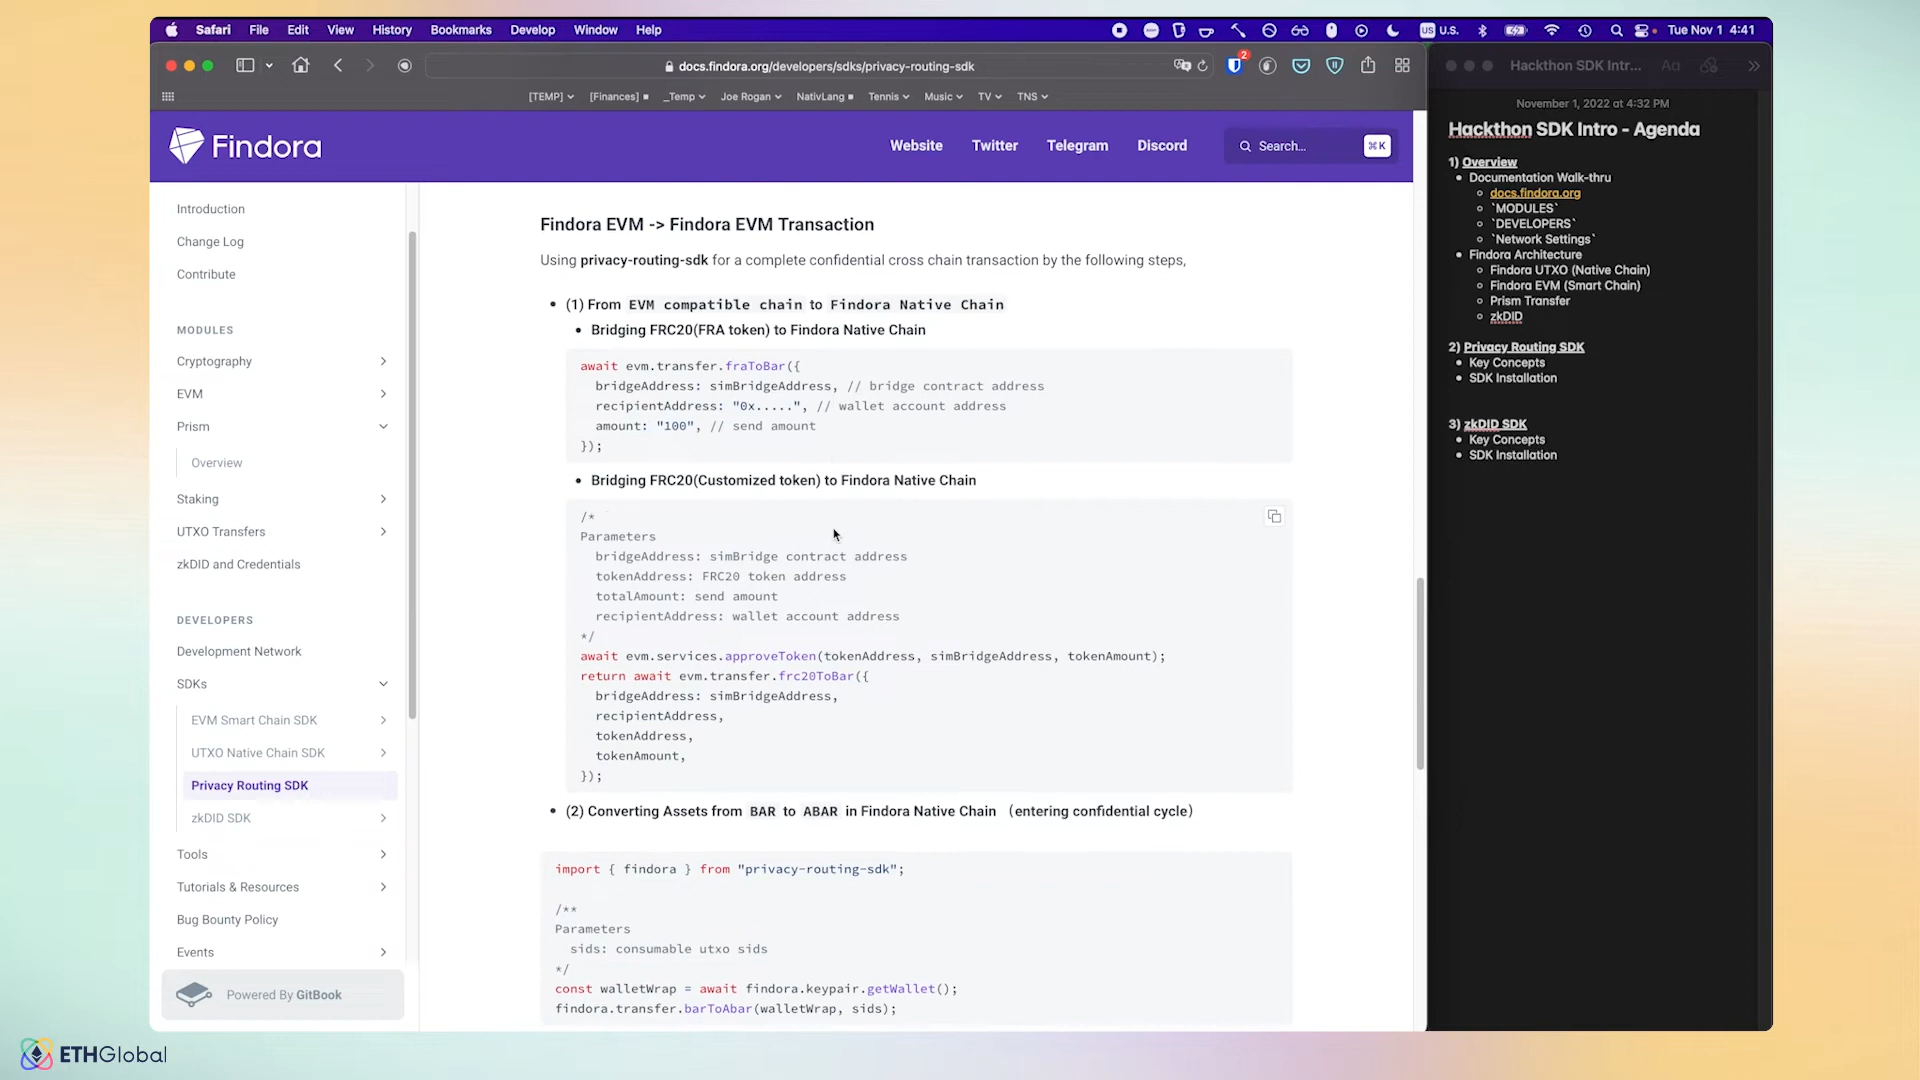 Safari File Edit View History Bookmarks Develop Window Help
US U.S.
Tue Nov 1 4:41
docs.findora.org/developers/sdks/privacy-routing-sdk
2
[TEMP] [Finances] _Temp Joe Rogan NativLang Tennis Music TV TNS
Findora
Website Twitter Telegram Discord
Search...
⌘K
Introduction
Change Log
Contribute
MODULES
Cryptography
EVM
Prism
Overview
Staking
UTXO Transfers
zkDID and Credentials
DEVELOPERS
Development Network
SDKs
EVM Smart Chain SDK
UTXO Native Chain SDK
Privacy Routing SDK
zkDID SDK
Tools
Tutorials & Resources
Bug Bounty Policy
Events
Powered By GitBook
Findora EVM -> Findora EVM Transaction
Using privacy-routing-sdk for a complete confidential cross chain transaction by the following steps,
• (1) From EVM compatible chain to Findora Native Chain
• Bridging FRC20(FRA token) to Findora Native Chain
await evm.transfer.fraToBar({
bridgeAddress: simBridgeAddress, // bridge contract address
recipientAddress: "0x.....", // wallet account address
amount: "100", // send amount
});
• Bridging FRC20(Customized token) to Findora Native Chain
/*
Parameters
bridgeAddress: simBridge contract address
tokenAddress: FRC20 token address
totalAmount: send amount
recipientAddress: wallet account address
*/
await evm.services.approveToken(tokenAddress, simBridgeAddress, tokenAmount);
return await evm.transfer.frc20ToBar({
bridgeAddress: simBridgeAddress,
recipientAddress,
tokenAddress,
tokenAmount,
});
• (2) Converting Assets from BAR to ABAR in Findora Native Chain （entering confidential cycle）
import { findora } from "privacy-routing-sdk";
/**
Parameters
sids: consumable utxo sids
*/
const walletWrap = await findora.keypair.getWallet();
findora.transfer.barToAbar(walletWrap, sids);
Hackthon SDK Intr...
Aa
November 1, 2022 at 4:32 PM
Hackthon SDK Intro - Agenda
1) Overview
• Documentation Walk-thru
docs.findora.org
`MODULES`
`DEVELOPERS`
`Network Settings`
• Findora Architecture
Findora UTXO (Native Chain)
Findora EVM (Smart Chain)
Prism Transfer
zkDID
2) Privacy Routing SDK
• Key Concepts
• SDK Installation
3) zkDID SDK
• Key Concepts
• SDK Installation
ETHGlobal